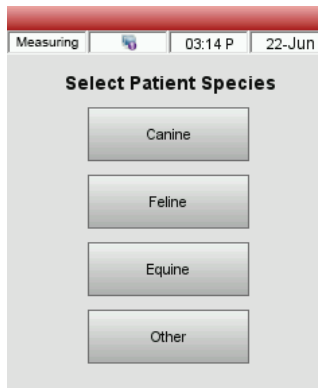 Measuring 03:14 P 22-Jun
Select Patient Species
Canine
Feline
Equine
Other